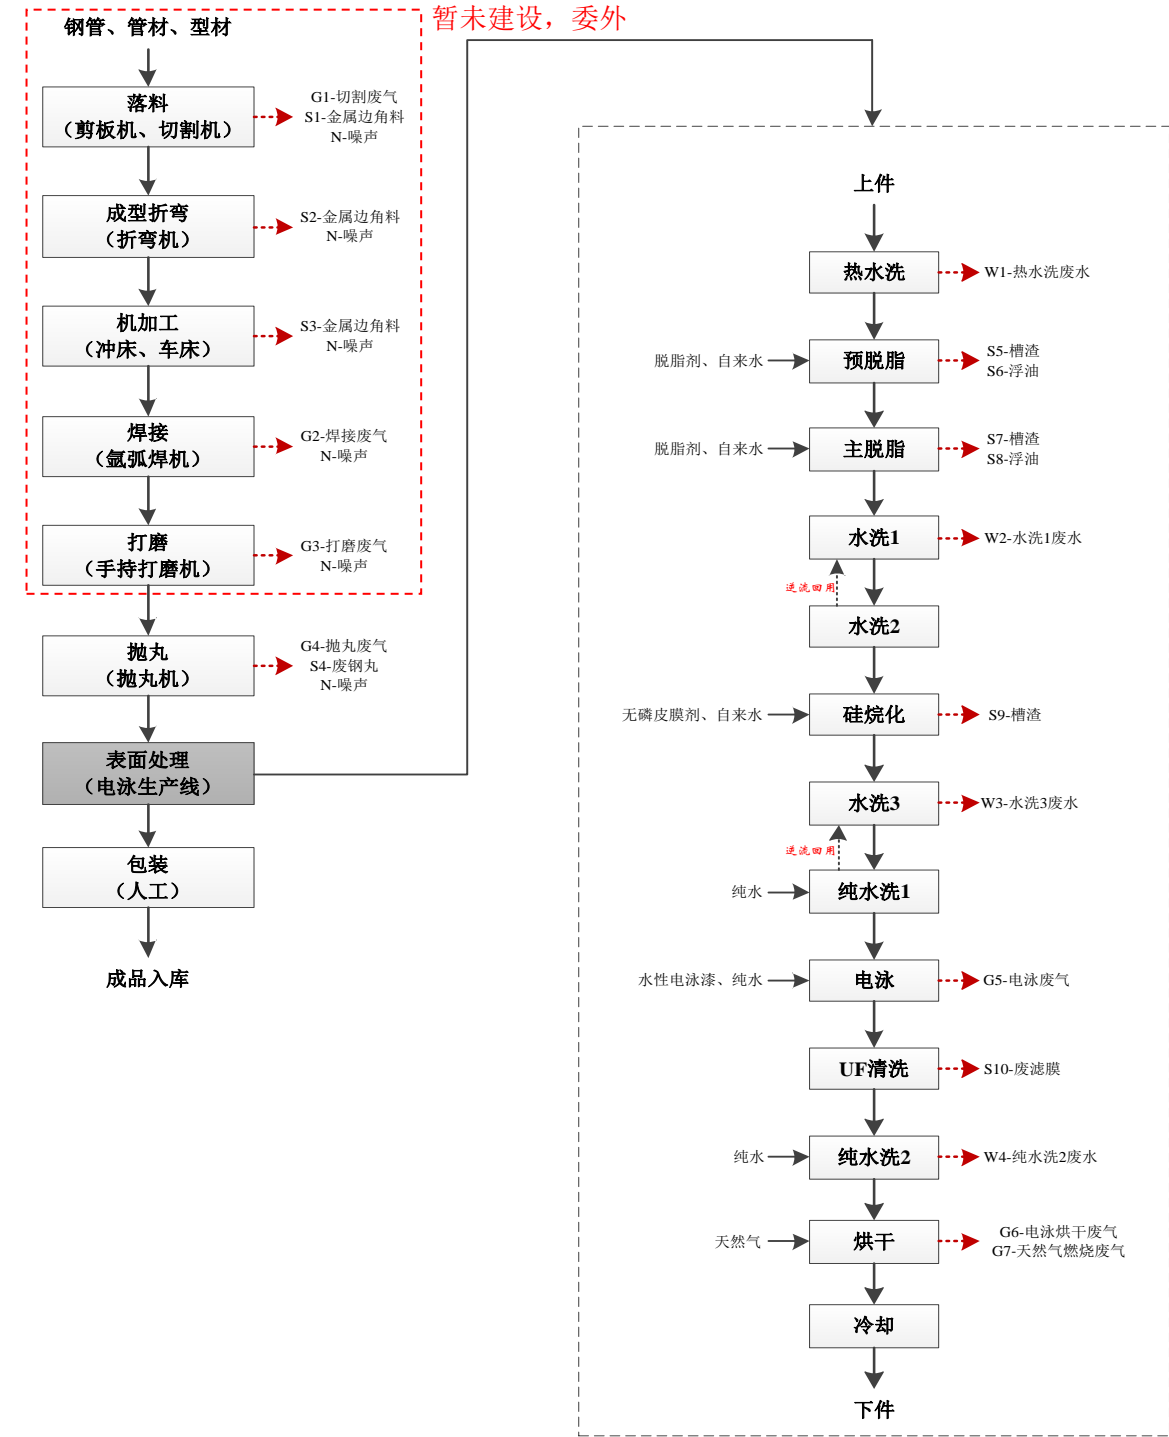 暂未建设，委外
钢管、管材、型材
落料
（剪板机、切割机）
G1-切割废气
S1-金属边角料
N-噪声
成型折弯
（折弯机）
S2-金属边角料
N-噪声
机加工
（冲床、车床）
S3-金属边角料
N-噪声
焊接
（氩弧焊机）
G2-焊接废气
N-噪声
打磨
（手持打磨机）
G3-打磨废气
N-噪声
抛丸
（抛丸机）
G4-抛丸废气
S4-废钢丸
N-噪声
表面处理
（电泳生产线）
包装
（人工）
成品入库
上件
热水洗
W1-热水洗废水
脱脂剂、自来水
预脱脂
S5-槽渣
S6-浮油
脱脂剂、自来水
主脱脂
S7-槽渣
S8-浮油
水洗1
W2-水洗1废水
逆流回用
水洗2
无磷皮膜剂、自来水
硅烷化
S9-槽渣
水洗3
W3-水洗3废水
逆流回用
纯水
纯水洗1
水性电泳漆、纯水
电泳
G5-电泳废气
UF清洗
S10-废滤膜
纯水
纯水洗2
W4-纯水洗2废水
天然气
烘干
G6-电泳烘干废气
G7-天然气燃烧废气
冷却
下件